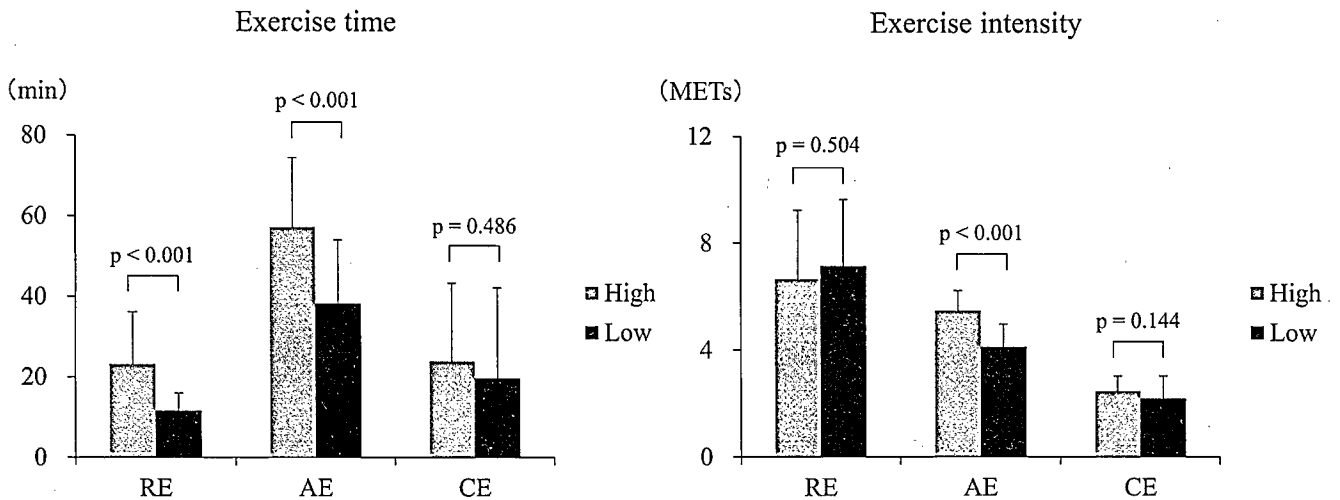 Exercise time
(min)
p < 0.001
80
60
p = 0.486
p < 0.001
40
High
Low
20
0
RE AE CE
Exercise intensity
(METs)
12
p = 0.504
8
p < 0.001
High
Low
p = 0.144
4
0
RE AE CE